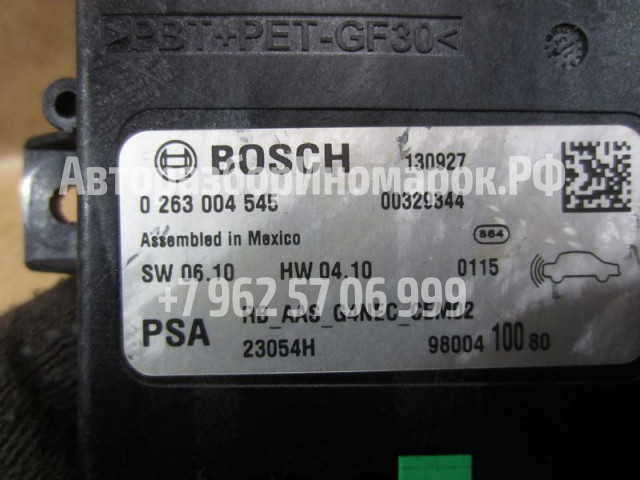 >PBT+PET-GF30<
BOSCH 130927
АвторазборИномарок.РФ
0 263 004 545 00329344
Assembled in Mexico 864
SW 06.10 HW 04.10 0115
+7 962 57 06 999
PSA
23054H 98004 100 80